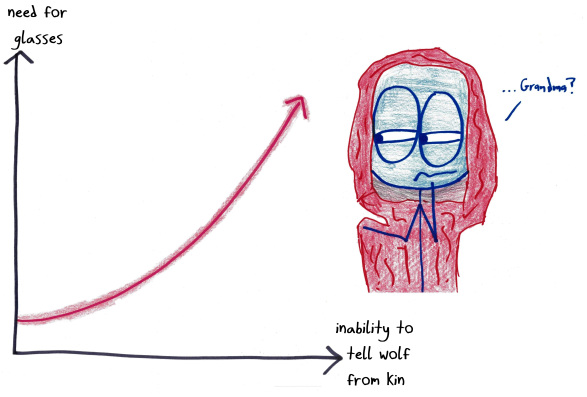 need for
glasses
... Grandma?
inability to
tell wolf
from kin